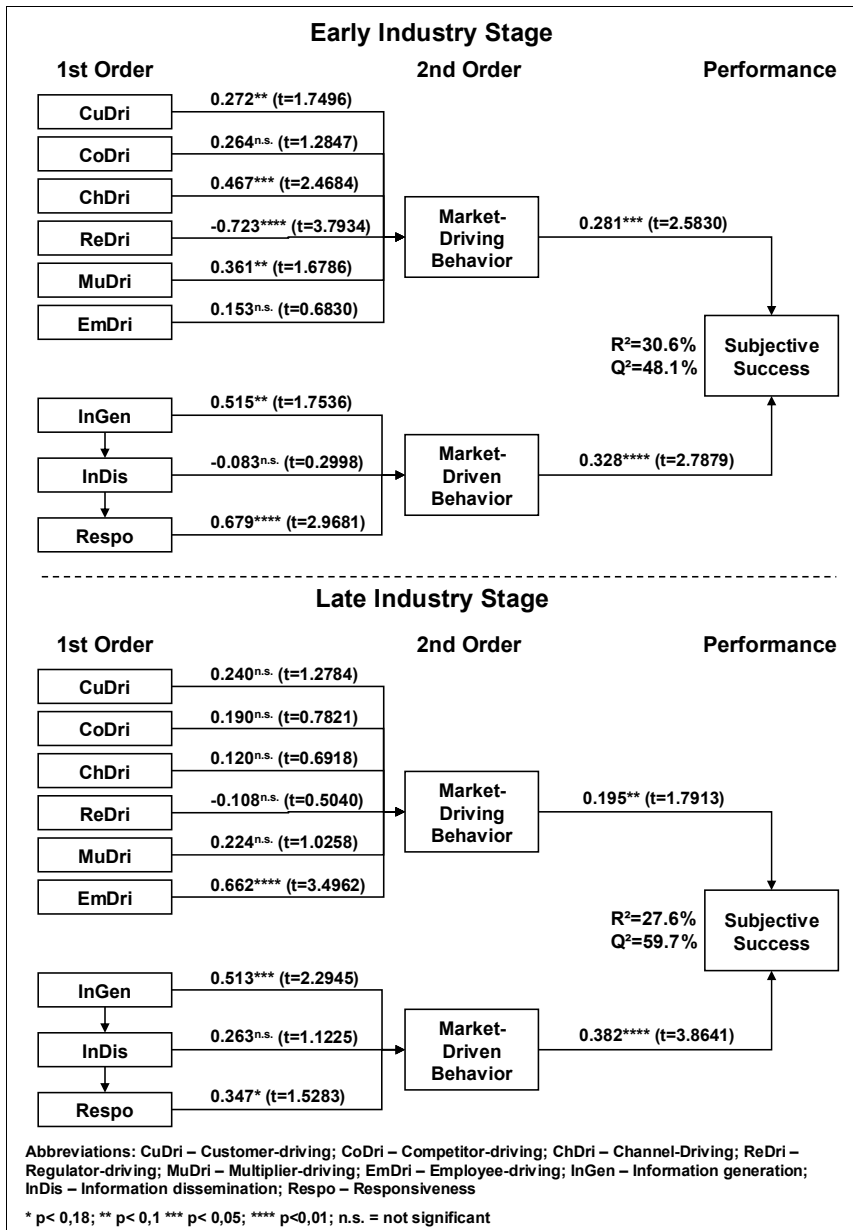 Early Industry Stage
1st Order 2nd Order Performance
CuDri 0.272** (t=1.7496)
CoDri 0.264n.s. (t=1.2847)
ChDri 0.467*** (t=2.4684)
ReDri -0.723**** (t=3.7934)
MuDri 0.361** (t=1.6786)
EmDri 0.153n.s. (t=0.6830)
Market-
Driving
Behavior
0.281*** (t=2.5830)
R²=30.6%
Q²=48.1%
Subjective
Success
InGen 0.515** (t=1.7536)
InDis -0.083n.s. (t=0.2998)
Respo 0.679**** (t=2.9681)
Market-
Driven
Behavior
0.328**** (t=2.7879)
Late Industry Stage
1st Order 2nd Order Performance
CuDri 0.240n.s. (t=1.2784)
CoDri 0.190n.s. (t=0.7821)
ChDri 0.120n.s. (t=0.6918)
ReDri -0.108n.s. (t=0.5040)
MuDri 0.224n.s. (t=1.0258)
EmDri 0.662**** (t=3.4962)
Market-
Driving
Behavior
0.195** (t=1.7913)
R²=27.6%
Q²=59.7%
Subjective
Success
InGen 0.513*** (t=2.2945)
InDis 0.263n.s. (t=1.1225)
Respo 0.347* (t=1.5283)
Market-
Driven
Behavior
0.382**** (t=3.8641)
Abbreviations: CuDri – Customer-driving; CoDri – Competitor-driving; ChDri – Channel-Driving; ReDri –
Regulator-driving; MuDri – Multiplier-driving; EmDri – Employee-driving; InGen – Information generation;
InDis – Information dissemination; Respo – Responsiveness
* p< 0,18; ** p< 0,1 *** p< 0,05; **** p<0,01; n.s. = not significant